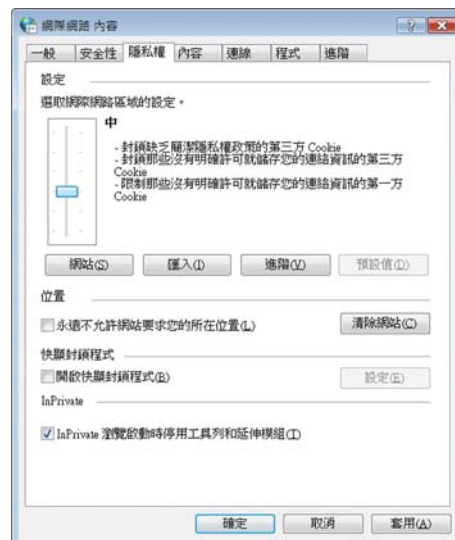 網際網路 內容
一般 安全性 隱私權 內容 連線 程式 進階
設定
選取網際網路區域的設定。
中
- 封鎖缺乏簡潔隱私權政策的第三方 Cookie
- 封鎖那些沒有明確許可就儲存您的連絡資訊的第三方
Cookie
- 限制那些沒有明確許可就儲存您的連絡資訊的第一方
Cookie
網站(S) 匯入(I) 進階(V) 預設值(D)
位置
永遠不允許網站要求您的所在位置(L) 清除網站(C)
快顯封鎖程式
開啟快顯封鎖程式(B) 設定(E)
InPrivate
InPrivate 瀏覽啟動時停用工具列和延伸模組(T)
確定 取消 套用(A)